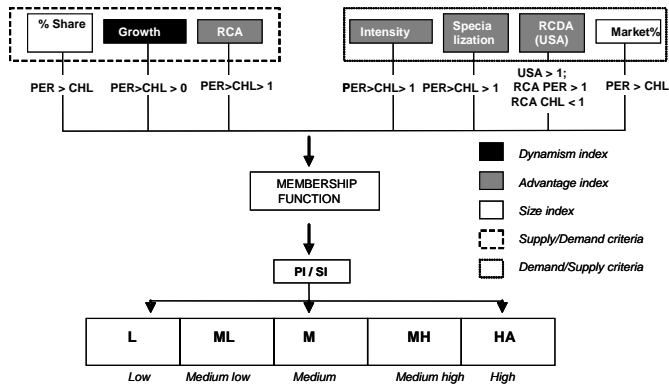 % Share
Growth
RCA
Intensity
Specia
lization
RCDA
(USA)
Market%
PER > CHL
PER>CHL > 0
PER>CHL> 1
PER>CHL> 1
PER>CHL > 1
USA > 1;
RCA PER > 1
RCA CHL < 1
PER > CHL
Dynamism index
Advantage index
Size index
Supply/Demand criteria
Demand/Supply criteria
MEMBERSHIP
FUNCTION
PI / SI
L ML M MH HA
Low Medium low Medium Medium high High